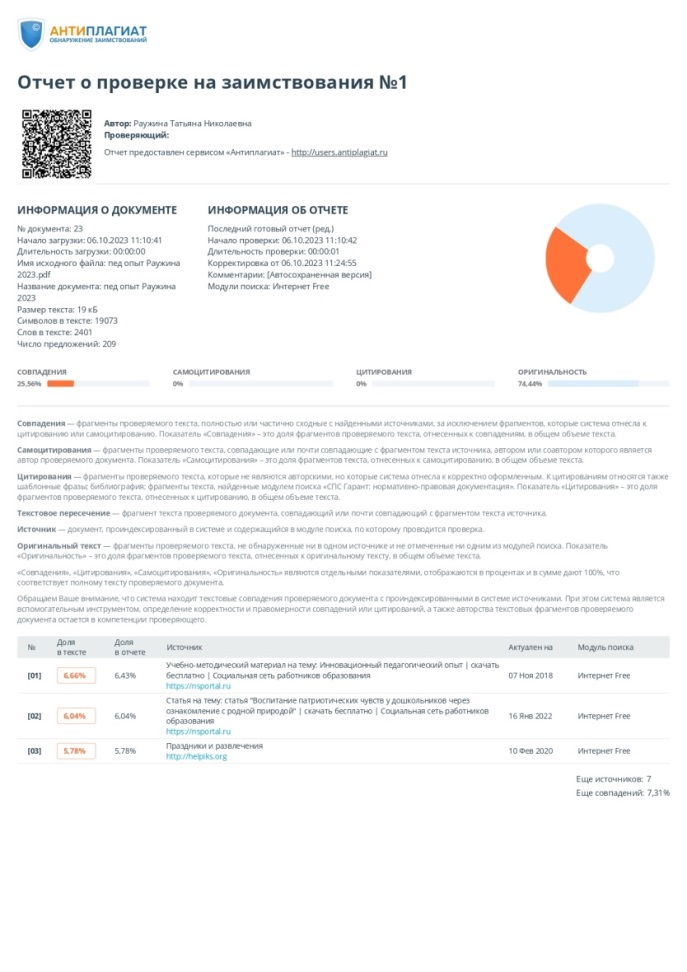 АНТИПЛАГИАТ
ОБНАРУЖЕНИЕ ЗАИМСТВОВАНИЙ
Отчет о проверке на заимствования №1
Автор: Раужина Татьяна Николаевна
Проверяющий:
Отчет предоставлен сервисом «Антиплагиат» - http://users.antiplagiat.ru
ИНФОРМАЦИЯ О ДОКУМЕНТЕ
№ документа: 23
Начало загрузки: 06.10.2023 11:10:41
Длительность загрузки: 00:00:00
Имя исходного файла: пед опыт Раужина
2023.pdf
Название документа: пед опыт Раужина
2023
Размер текста: 19 кБ
Cимволов в тексте: 19073
Слов в тексте: 2401
Число предложений: 209
ИНФОРМАЦИЯ ОБ ОТЧЕТЕ
Последний готовый отчет (ред.)
Начало проверки: 06.10.2023 11:10:42
Длительность проверки: 00:00:01
Корректировка от 06.10.2023 11:24:55
Комментарии: [Автосохраненная версия]
Модули поиска: Интернет Free
СОВПАДЕНИЯ
25,56%
САМОЦИТИРОВАНИЯ
0%
ЦИТИРОВАНИЯ
0%
ОРИГИНАЛЬНОСТЬ
74,44%
Совпадения — фрагменты проверяемого текста, полностью или частично сходные с найденными источниками, за исключением фрагментов, которые система отнесла к
цитированию или самоцитированию. Показатель «Совпадения» – это доля фрагментов проверяемого текста, отнесенных к совпадениям, в общем объеме текста.
Самоцитирования — фрагменты проверяемого текста, совпадающие или почти совпадающие с фрагментом текста источника, автором или соавтором которого является
автор проверяемого документа. Показатель «Самоцитирования» – это доля фрагментов текста, отнесенных к самоцитированию, в общем объеме текста.
Цитирования — фрагменты проверяемого текста, которые не являются авторскими, но которые система отнесла к корректно оформленным. К цитированиям относятся также
шаблонные фразы; библиография; фрагменты текста, найденные модулем поиска «СПС Гарант: нормативно-правовая документация». Показатель «Цитирования» – это доля
фрагментов проверяемого текста, отнесенных к цитированию, в общем объеме текста.
Текстовое пересечение — фрагмент текста проверяемого документа, совпадающий или почти совпадающий с фрагментом текста источника.
Источник — документ, проиндексированный в системе и содержащийся в модуле поиска, по которому проводится проверка.
Оригинальный текст — фрагменты проверяемого текста, не обнаруженные ни в одном источнике и не отмеченные ни одним из модулей поиска. Показатель
«Оригинальность» – это доля фрагментов проверяемого текста, отнесенных к оригинальному тексту, в общем объеме текста.
«Совпадения», «Цитирования», «Самоцитирования», «Оригинальность» являются отдельными показателями, отображаются в процентах и в сумме дают 100%, что
соответствует полному тексту проверяемого документа.
Обращаем Ваше внимание, что система находит текстовые совпадения проверяемого документа с проиндексированными в системе источниками. При этом система является
вспомогательным инструментом, определение корректности и правомерности совпадений или цитирований, а также авторства текстовых фрагментов проверяемого
документа остается в компетенции проверяющего.
№ Доля в тексте Доля в отчете Источник Актуален на Модуль поиска
[01] 6,66% 6,43% Учебно-методический материал на тему: Инновационный педагогический опыт | скачать
бесплатно | Социальная сеть работников образования 07 Ноя 2018 Интернет Free
https://nsportal.ru
[02] 6,04% 6,04% Статья на тему: статья "Воспитание патриотических чувств у дошкольников через
ознакомление с родной природой" | скачать бесплатно | Социальная сеть работников 16 Янв 2022 Интернет Free
образования
https://nsportal.ru
[03] 5,78% 5,78% Праздники и развлечения 10 Фев 2020 Интернет Free
http://helpiks.org
Еще источников: 7
Еще совпадений: 7,31%